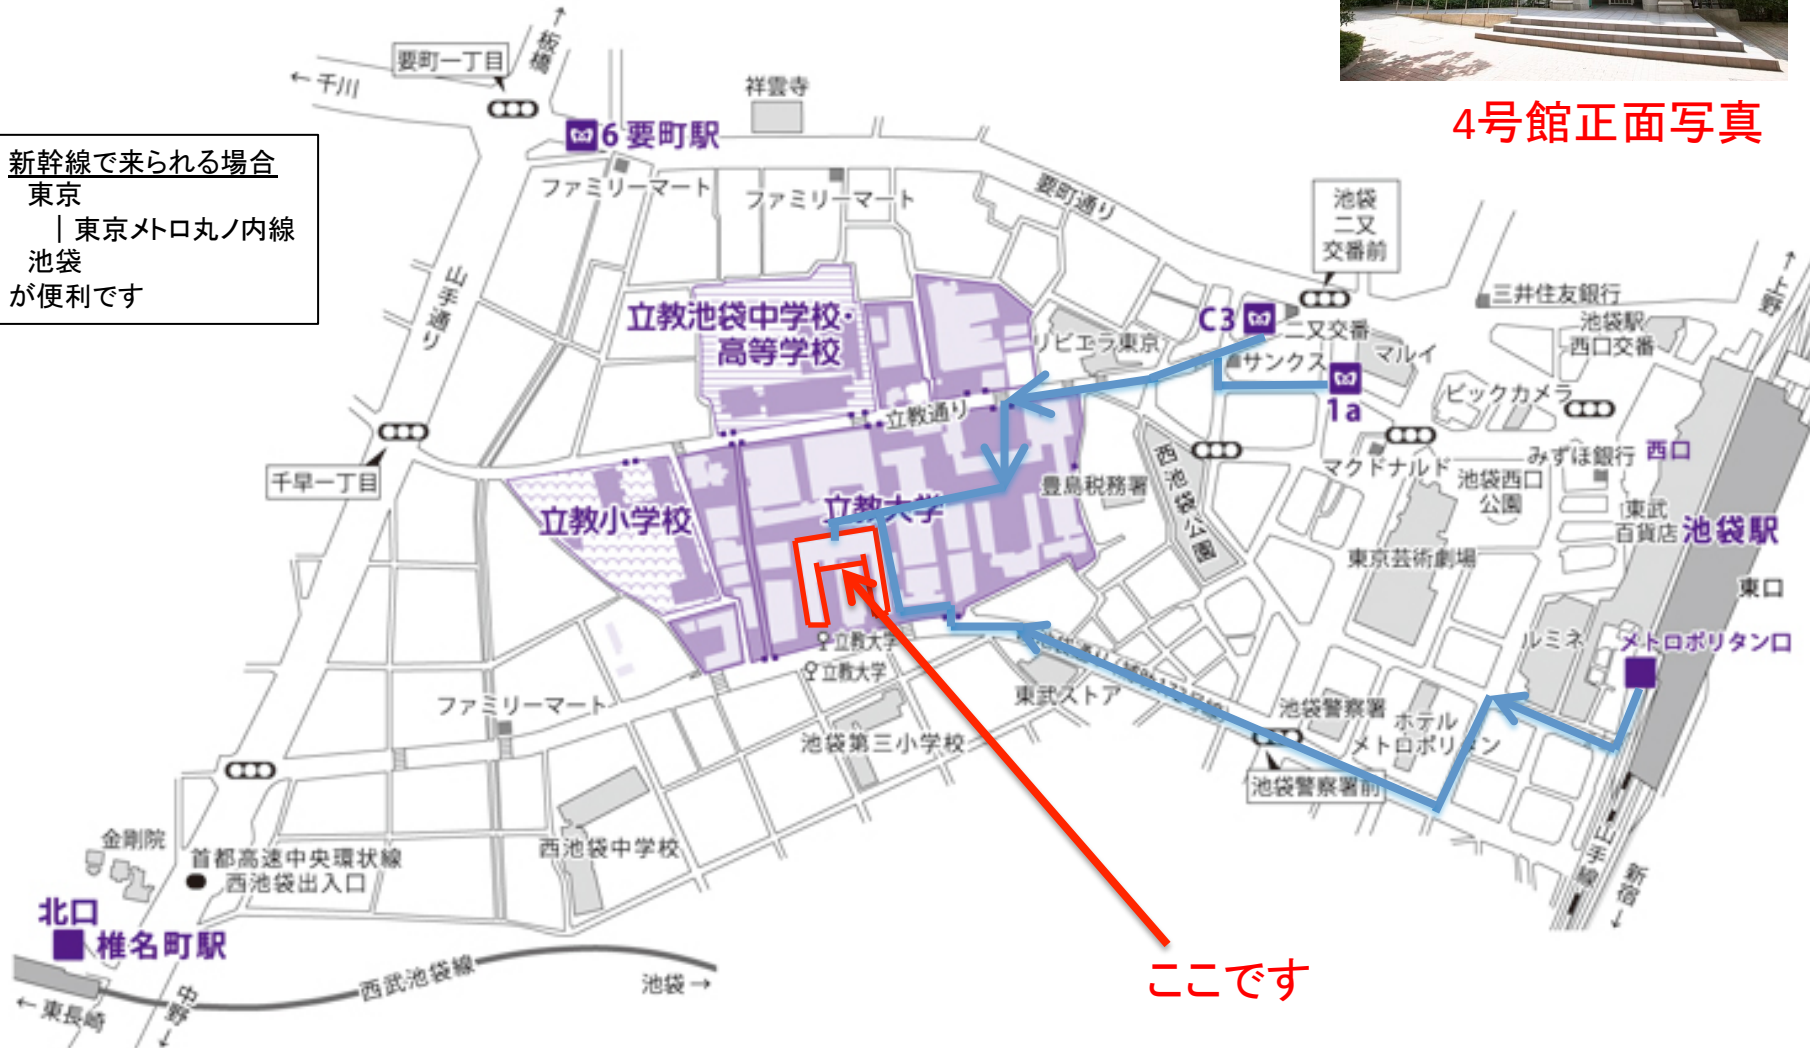 4号館正面写真
新幹線で来られる場合
東京
| 東京メトロ丸ノ内線
池袋
が便利です
↑板橋
要町一丁目
← 千川
祥雲寺
6 要町駅
ファミリーマート
ファミリーマート
要町通り
池袋
二又
交番前
↑上野
山手通り
三井住友銀行
池袋駅
西口交番
立教池袋中学校・
高等学校
C3
二又交番
リビエラ東京
サンクス
マルイ
1a
ビックカメラ
立教通り
千早一丁目
マクドナルド
みずほ銀行
西口
池袋西口
公園
西池袋公園
豊島税務署
立教小学校
立教大学
東武
百貨店
池袋駅
東京芸術劇場
東口
ルミネ
メトロポリタン口
立教大学
立教大学
東武ストア
池袋警察署
ホテル
メトロポリタン
ファミリーマート
池袋第三小学校
池袋警察署前
金剛院
首都高速中央環状線
西池袋出入口
西池袋中学校
山手線
新宿↓
北口
椎名町駅
西武池袋線
池袋→
ここです
← 東長崎
中野↓